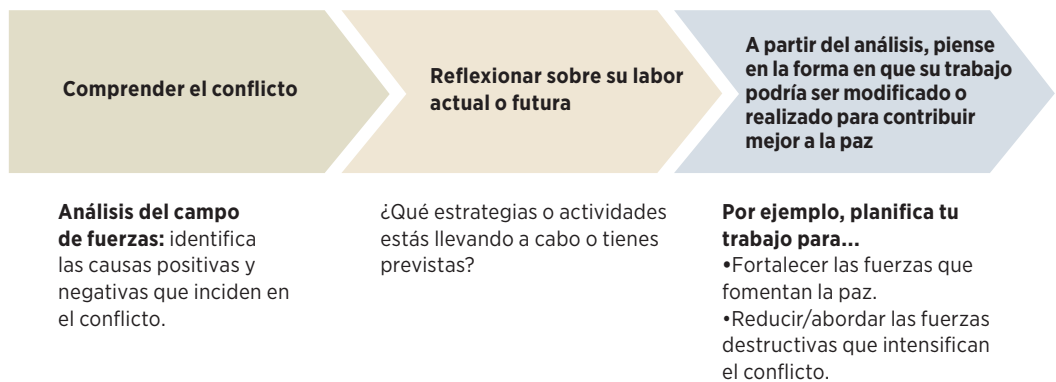 Comprender el conflicto
Reflexionar sobre su labor
actual o futura
A partir del análisis, piense
en la forma en que su trabajo
podría ser modificado o
realizado para contribuir
mejor a la paz
Análisis del campo
de fuerzas: identifica
las causas positivas y
negativas que inciden en
el conflicto.
¿Qué estrategias o actividades
estás llevando a cabo o tienes
previstas?
Por ejemplo, planifica tu
trabajo para...
•Fortalecer las fuerzas que
fomentan la paz.
•Reducir/abordar las fuerzas
destructivas que intensifican
el conflicto.